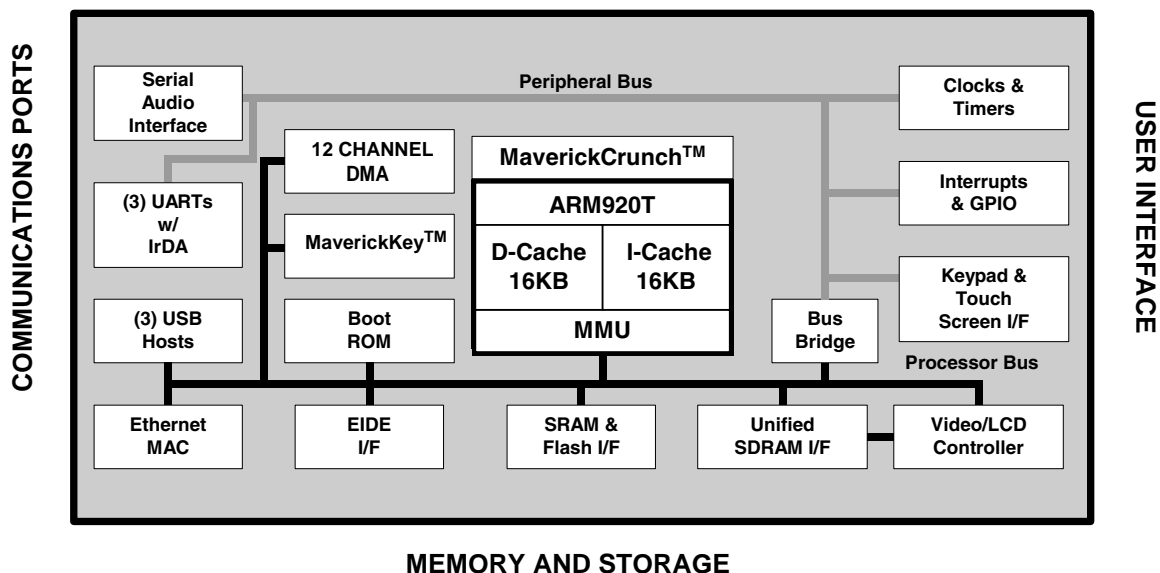 COMMUNICATIONS PORTS
Serial
Audio
Interface
Peripheral Bus
Clocks &
Timers
12 CHANNEL
DMA
MaverickCrunch™
(3) UARTs
w/
IrDA
ARM920T
Interrupts
& GPIO
MaverickKey™
D-Cache
16KB
I-Cache
16KB
Keypad &
Touch
Screen I/F
(3) USB
Hosts
Boot
ROM
MMU
Bus
Bridge
Processor Bus
Ethernet
MAC
EIDE
I/F
SRAM &
Flash I/F
Unified
SDRAM I/F
Video/LCD
Controller
USER INTERFACE
MEMORY AND STORAGE